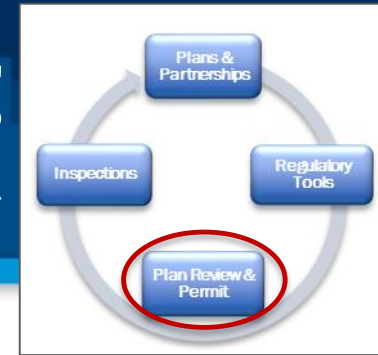 Plans &
Partnerships
Inspections
Regulatory
Tools
Plan Review &
Permit